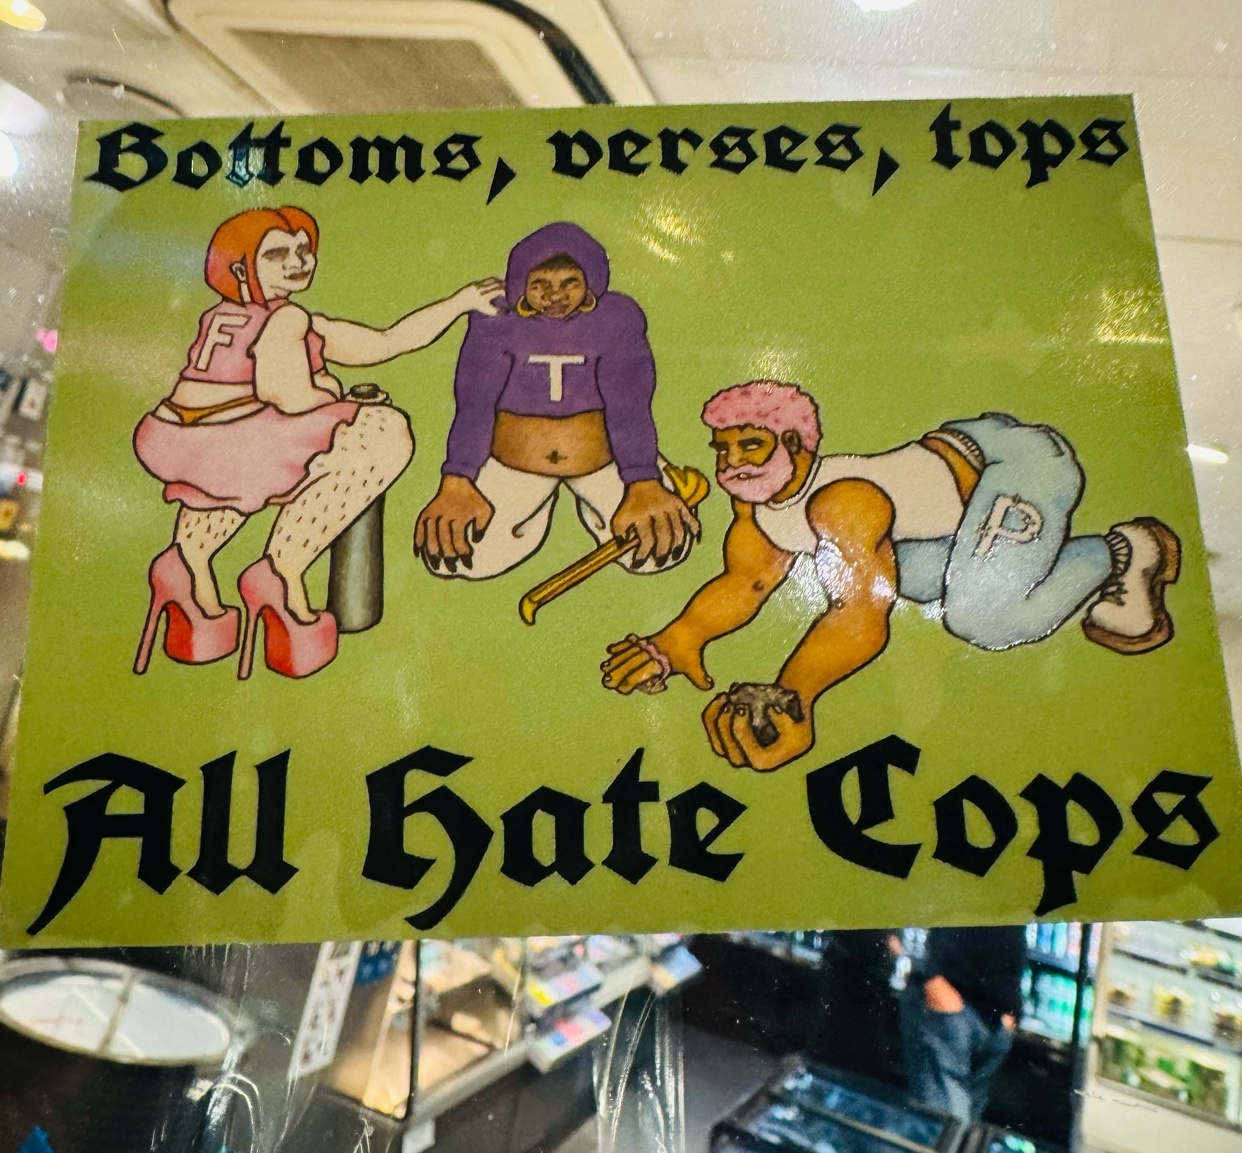 Bottoms, verses, tops
F
T
P
All Hate Cops